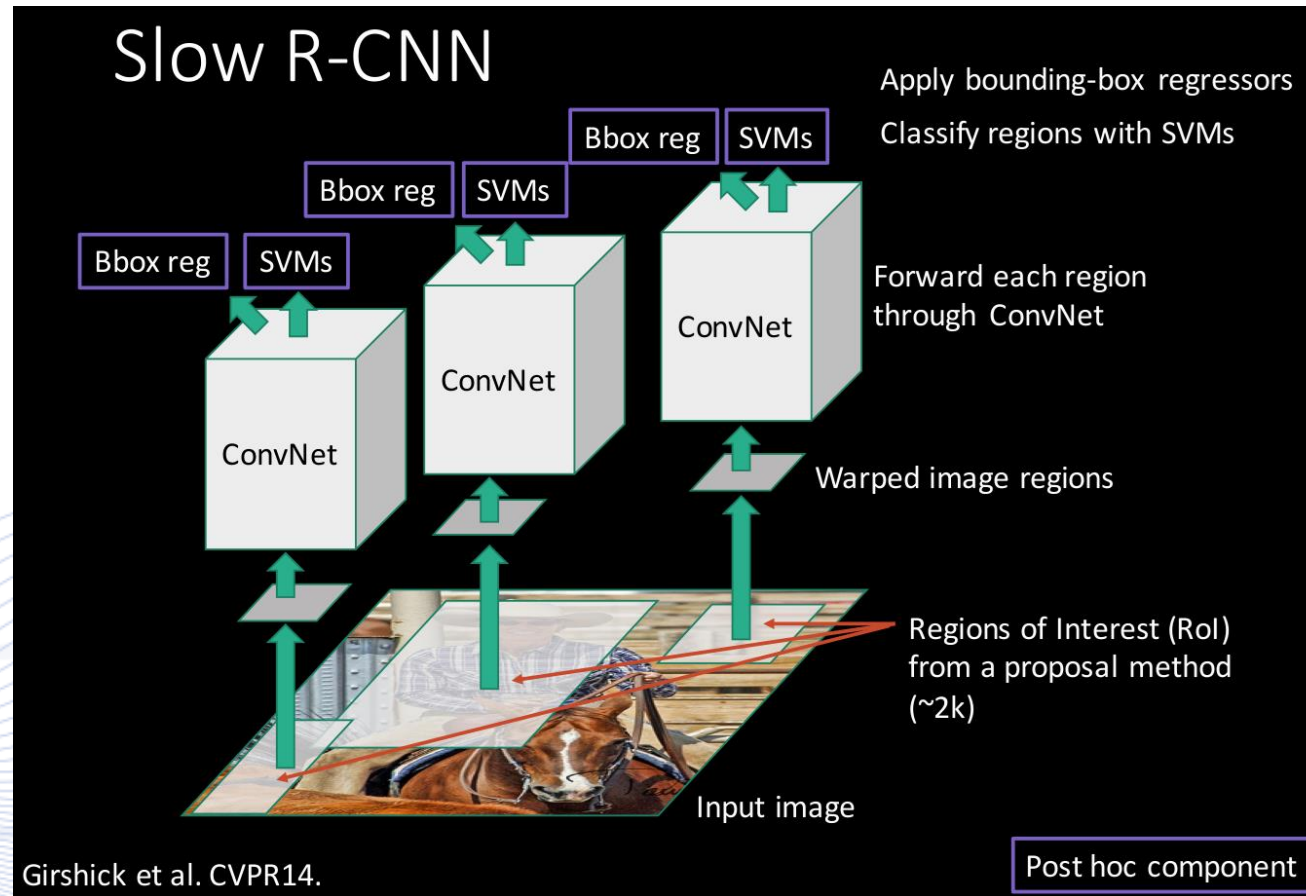 Slow R-CNN
Apply bounding-box regressors
Classify regions with SVMs
Bbox reg
SVMs
Bbox reg
SVMs
Bbox reg
SVMs
ConvNet
ConvNet
ConvNet
Forward each region
through ConvNet
Warped image regions
Regions of Interest (RoI)
from a proposal method
(~2k)
Input image
Girshick et al. CVPR14.
Post hoc component